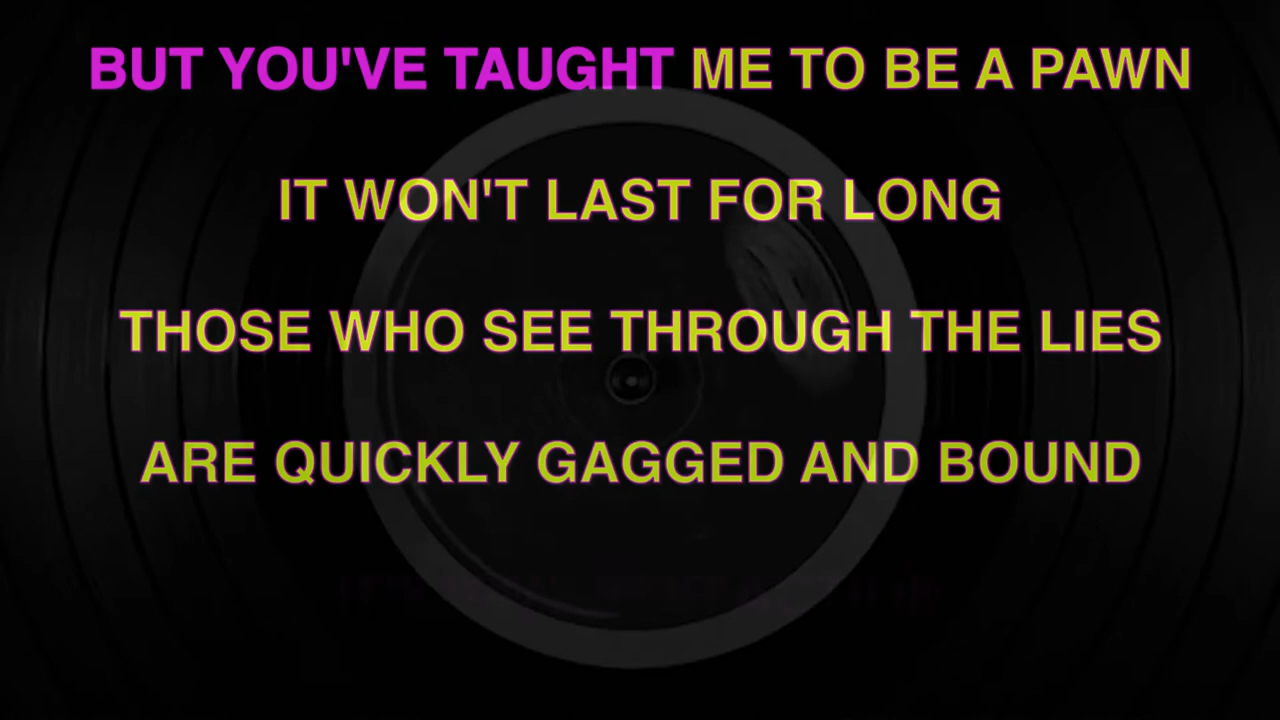 BUT YOU'VE TAUGHT ME TO BE A PAWN
IT WON'T LAST FOR LONG
THOSE WHO SEE THROUGH THE LIES
ARE QUICKLY GAGGED AND BOUND